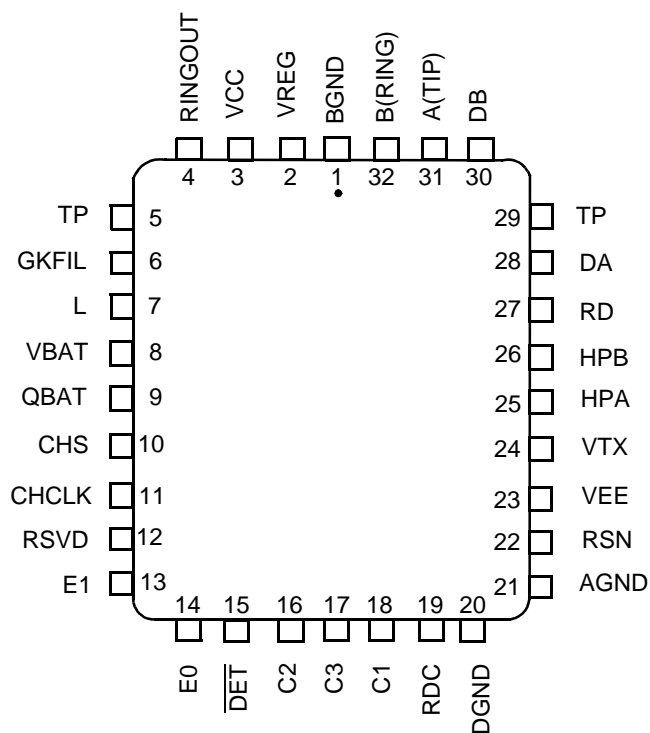 RINGOUT
VCC
VREG
BGND
B(RING)
A(TIP)
DB
4 3 2 1 32 31 30
TP 5 29 TP
GKFIL 6 28 DA
L 7 27 RD
VBAT 8 26 HPB
QBAT 9 25 HPA
CHS 10 24 VTX
CHCLK 11 23 VEE
RSVD 12 22 RSN
E1 13 21 AGND
14 15 16 17 18 19 20
E0
DET
C2
C3
C1
RDC
DGND